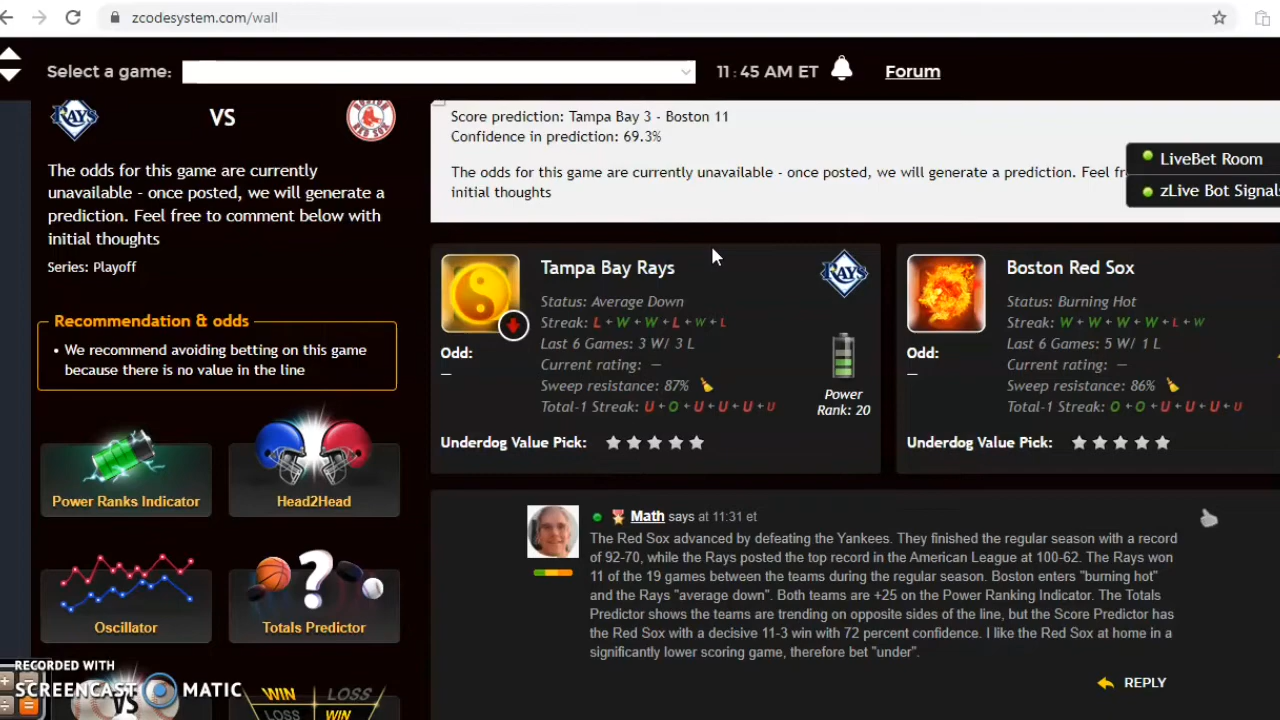 zcodesystem.com/wall
Select a game:
11:45 AM ET
Forum
RAYS
VS
The odds for this game are currently
unavailable - once posted, we will generate a
prediction. Feel free to comment below with
initial thoughts
Series: Playoff
Recommendation & odds
• We recommend avoiding betting on this game
because there is no value in the line
Power Ranks Indicator
Head2Head
Oscillator
Totals Predictor
VS
WIN LOSS
LOSS WIN
RECORDED WITH
SCREENCAST MATIC
Score prediction: Tampa Bay 3 - Boston 11
Confidence in prediction: 69.3%
The odds for this game are currently unavailable - once posted, we will generate a prediction. Feel
initial thoughts
LiveBet Room
zLive Bot Signals
Tampa Bay Rays
RAYS
Status: Average Down
Streak: L W W L W L
Last 6 Games: 3 W/ 3 L
Odd:
—
Current rating: —
Sweep resistance: 87%
Total-1 Streak: U O U U U U
Power
Rank: 20
Underdog Value Pick:
Boston Red Sox
Status: Burning Hot
Streak: W W W W L W
Last 6 Games: 5 W/ 1 L
Odd:
—
Current rating: —
Sweep resistance: 86%
Total-1 Streak: O O U U U U
Underdog Value Pick:
Math says at 11:31 et
The Red Sox advanced by defeating the Yankees. They finished the regular season with a record
of 92-70, while the Rays posted the top record in the American League at 100-62. The Rays won
11 of the 19 games between the teams during the regular season. Boston enters "burning hot"
and the Rays "average down". Both teams are +25 on the Power Ranking Indicator. The Totals
Predictor shows the teams are trending on opposite sides of the line, but the Score Predictor has
the Red Sox with a decisive 11-3 win with 72 percent confidence. I like the Red Sox at home in a
significantly lower scoring game, therefore bet "under".
REPLY